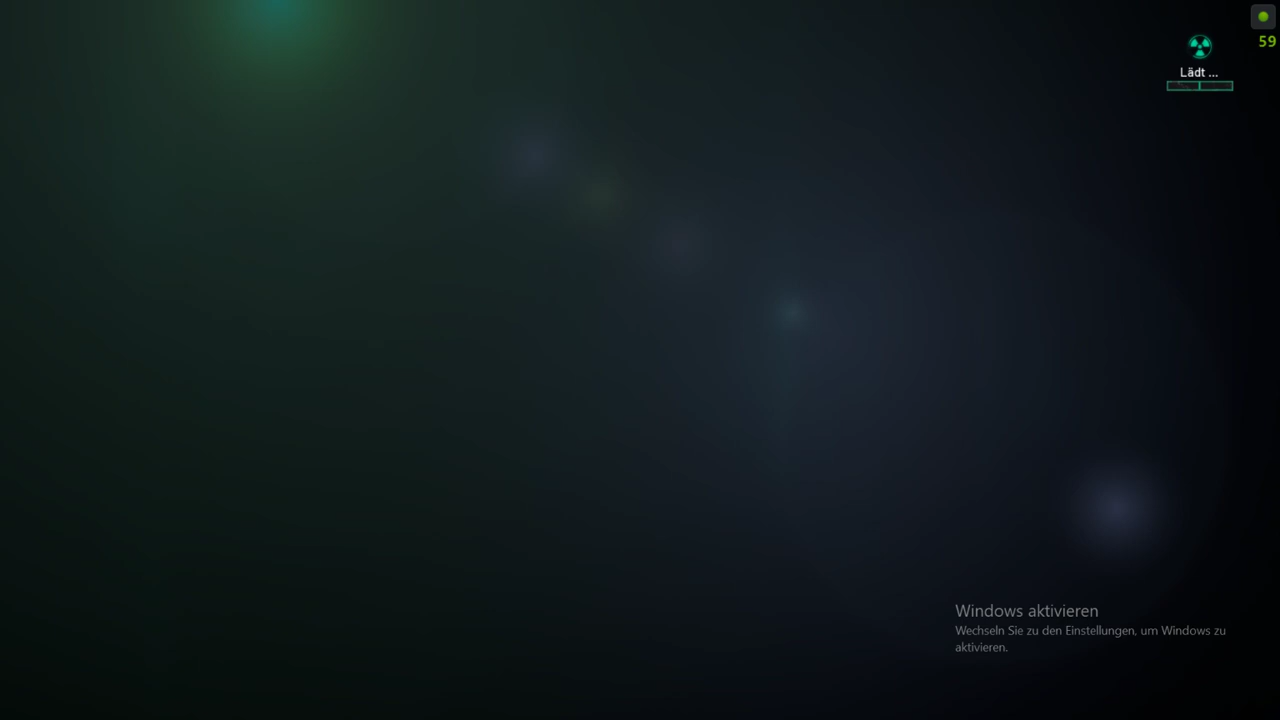 59
Lädt ...
Windows aktivieren
Wechseln Sie zu den Einstellungen, um Windows zu
aktivieren.